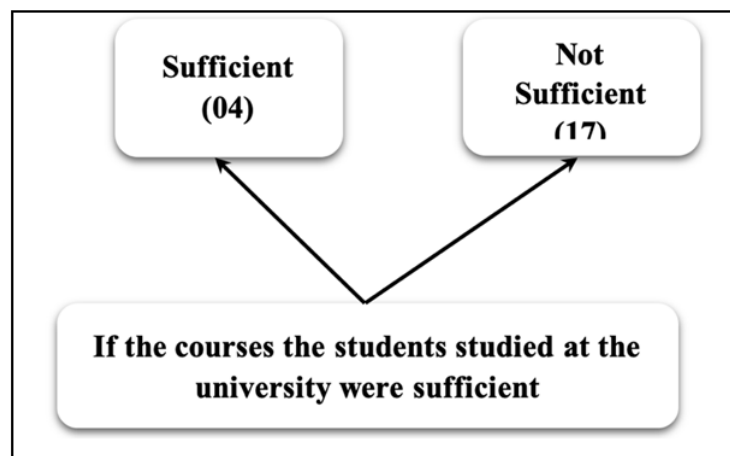 Sufficient
(04)
Not
Sufficient
(17)
If the courses the students studied at the
university were sufficient